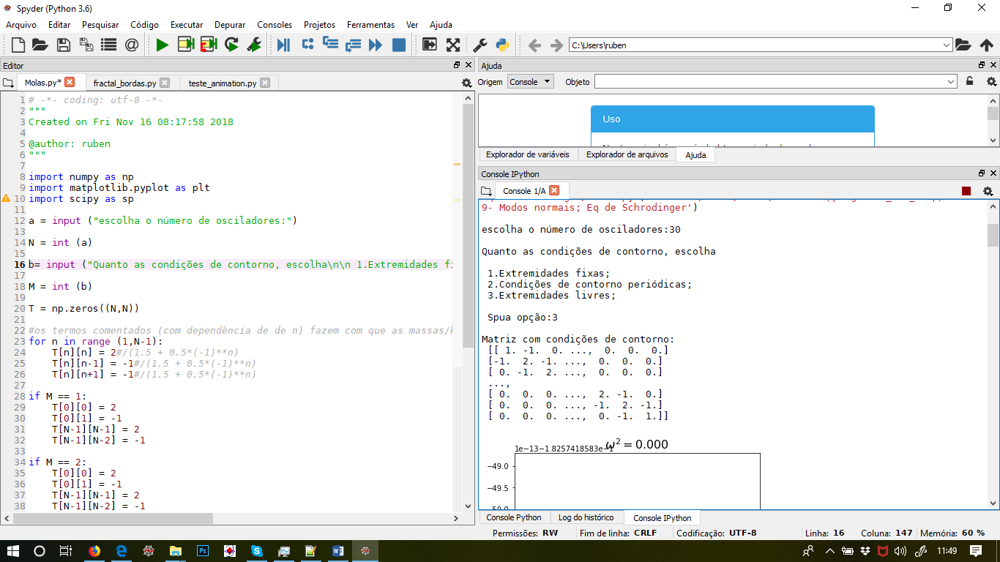 Spyder (Python 3.6)
Arquivo Editar Pesquisar Código Executar Depurar Consoles Projetos Ferramentas Ver Ajuda
C:\Users\ruben
Editor
Molas.py* fractal_bordas.py teste_animation.py
1 # -*- coding: utf-8 -*-
2 """
3 Created on Fri Nov 16 08:17:58 2018
4
5 @author: ruben
6 """
7
8 import numpy as np
9 import matplotlib.pyplot as plt
10 import scipy as sp
11
12 a = input ("escolha o número de osciladores:")
13
14 N = int (a)
15
16 b= input ("Quanto as condições de contorno, escolha\n\n 1.Extremidades fi
17
18 M = int (b)
19
20 T = np.zeros((N,N))
21
22 #os termos comentados (com dependência de de n) fazem com que as massas/
23 for n in range (1,N-1):
24 T[n][n] = 2#/(1.5 + 0.5*(-1)**n)
25 T[n][n-1] = -1#/(1.5 + 0.5*(-1)**n)
26 T[n][n+1] = -1#/(1.5 + 0.5*(-1)**n)
27
28 if M == 1:
29 T[0][0] = 2
30 T[0][1] = -1
31 T[N-1][N-1] = 2
32 T[N-1][N-2] = -1
33
34 if M == 2:
35 T[0][0] = 2
36 T[0][1] = -1
37 T[N-1][N-1] = 2
38 T[N-1][N-2] = -1
Ajuda
Origem Console Objeto
Uso
Explorador de variáveis Explorador de arquivos Ajuda
Console IPython
Console 1/A
9- Modos normais; Eq de Schrodinger')
escolha o número de osciladores:30
Quanto as condições de contorno, escolha
1.Extremidades fixas;
2.Condições de contorno periódicas;
3.Extremidades livres;
Spua opção:3
Matriz com condições de contorno:
[[ 1. -1. 0. ..., 0. 0. 0.]
[-1. 2. -1. ..., 0. 0. 0.]
[ 0. -1. 2. ..., 0. 0. 0.]
...,
[ 0. 0. 0. ..., 2. -1. 0.]
[ 0. 0. 0. ..., -1. 2. -1.]
[ 0. 0. 0. ..., 0. -1. 1.]]
ω² = 0.000
1e−13−1.8257418583e−1
−49.0
−49.5
−50.0
Console Python Log do histórico Console IPython
Permissões: RW Fim de linha: CRLF Codificação: UTF-8 Linha: 16 Coluna: 147 Memória: 60 %
11:49